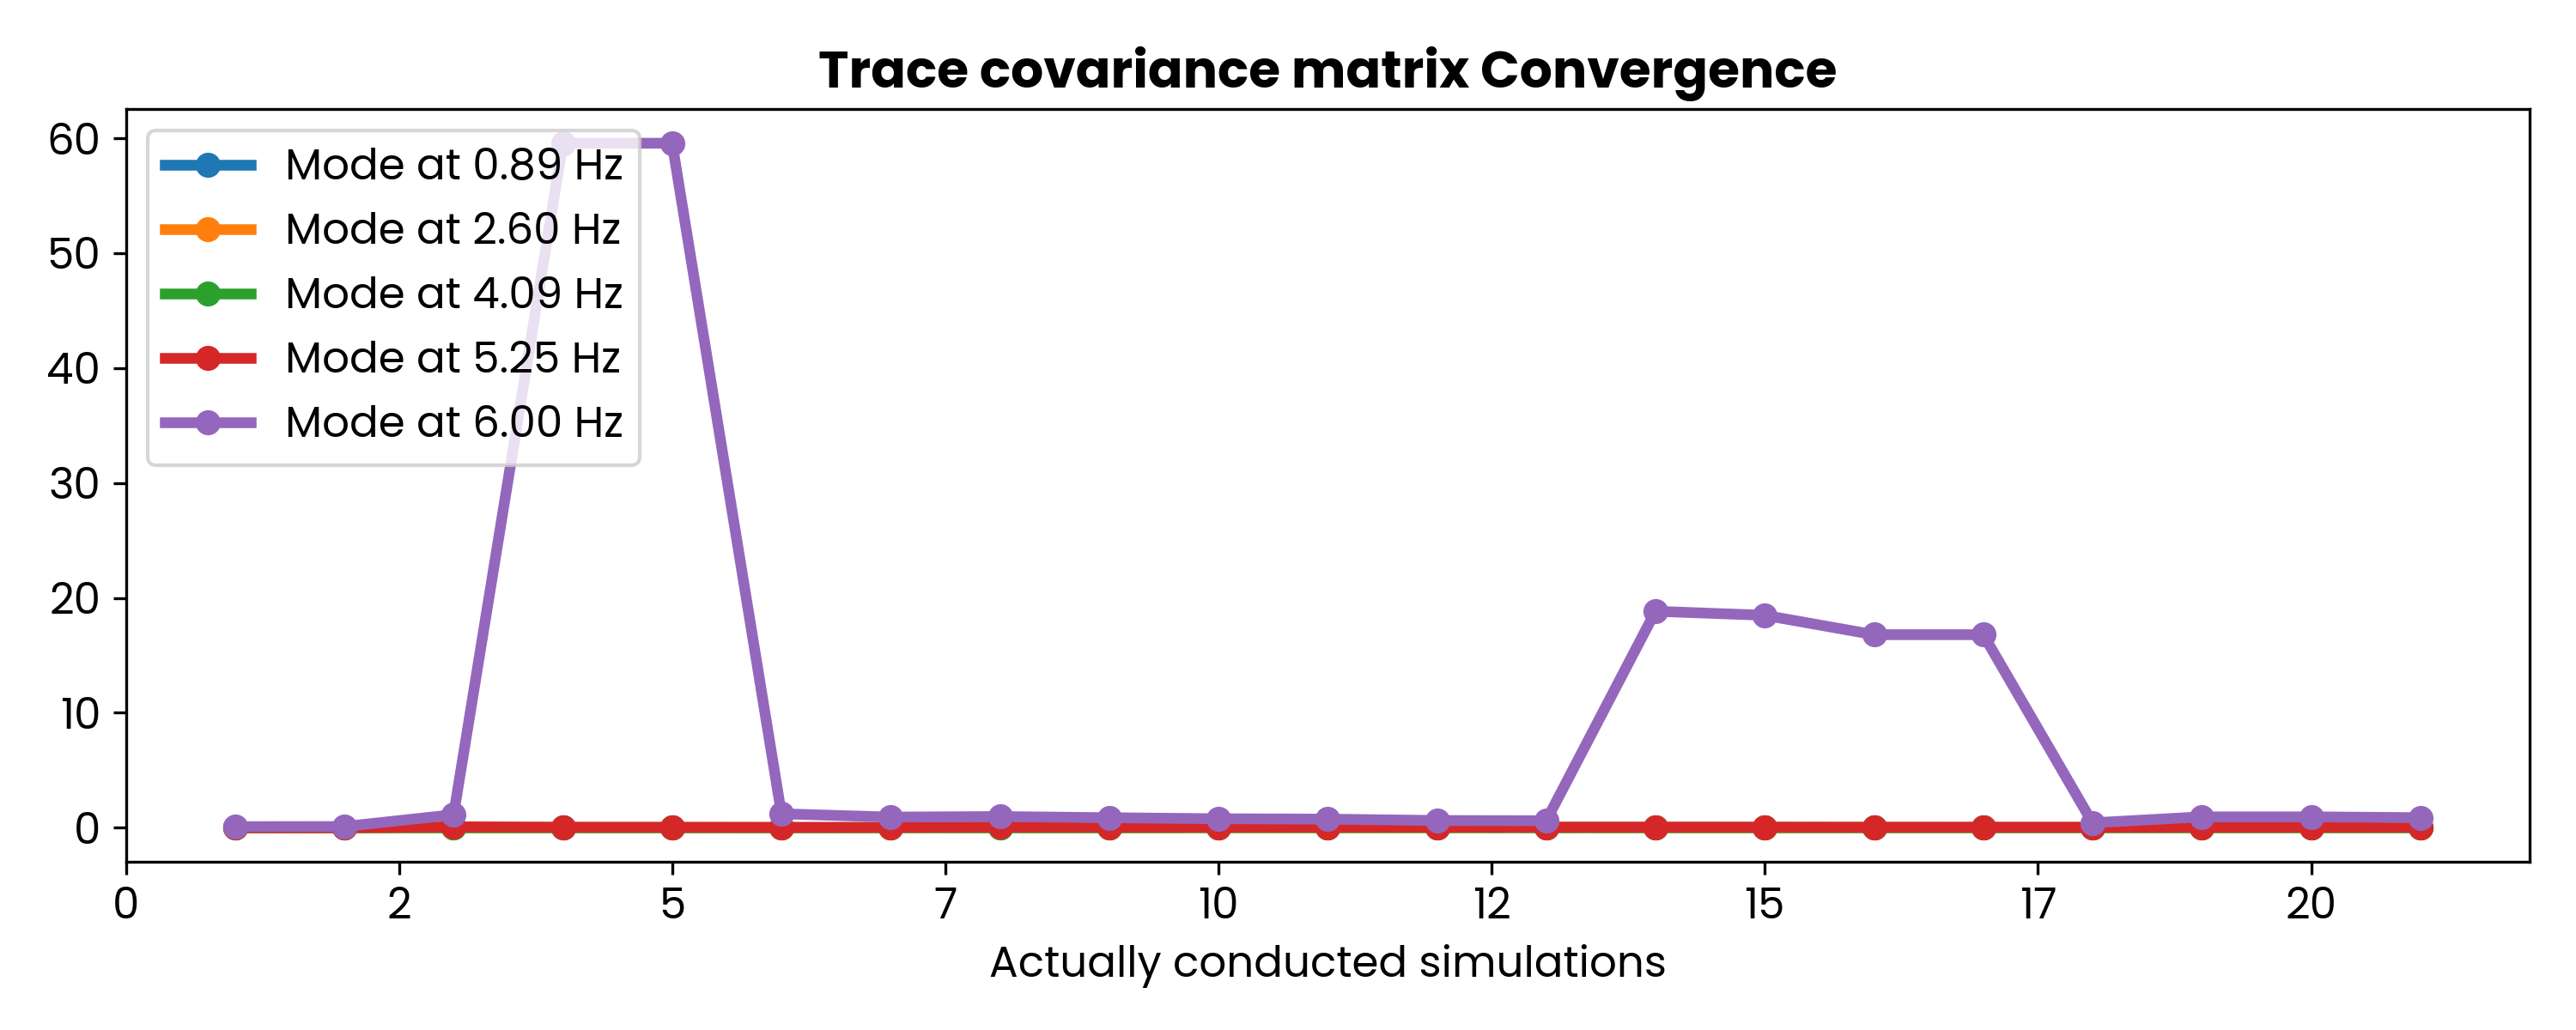 Trace covariance matrix Convergence
60
50
40
30
20
10
0
Mode at 0.89 Hz
Mode at 2.60 Hz
Mode at 4.09 Hz
Mode at 5.25 Hz
Mode at 6.00 Hz
0 2 5 7 10 12 15 17 20
Actually conducted simulations